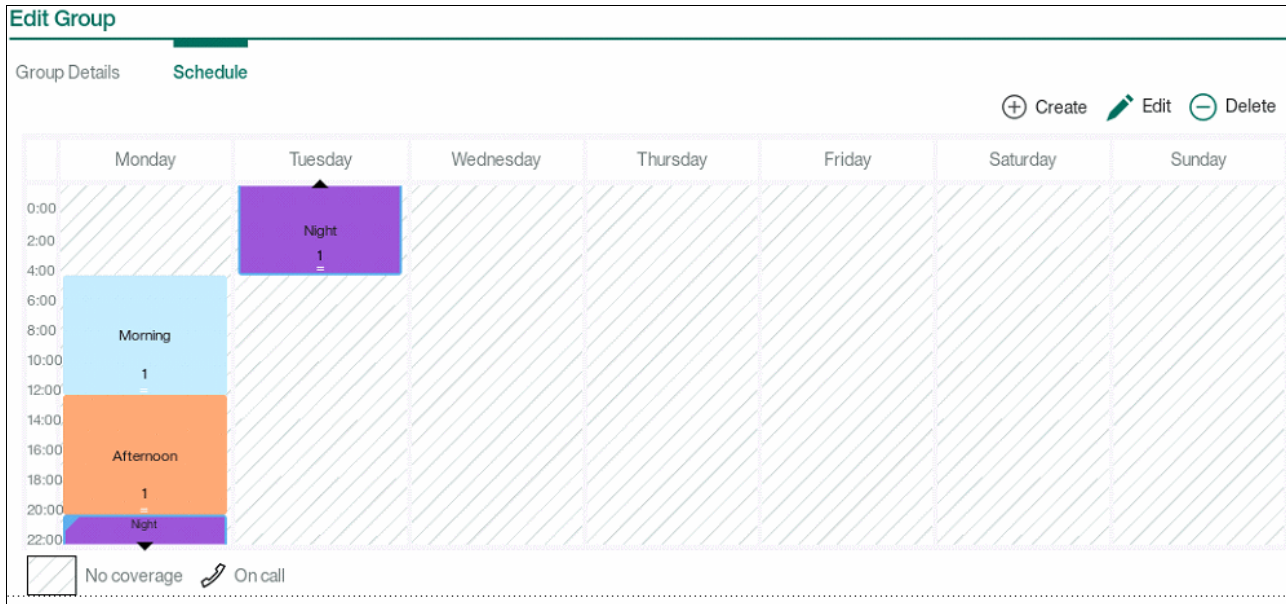 Edit Group
Group Details Schedule
Create Edit Delete
Monday Tuesday Wednesday Thursday Friday Saturday Sunday
0:00
Night
2:00
1
4:00
6:00
8:00
Morning
10:00
1
12:00
14:00
16:00
Afternoon
18:00
1
20:00
Night
22:00
No coverage On call